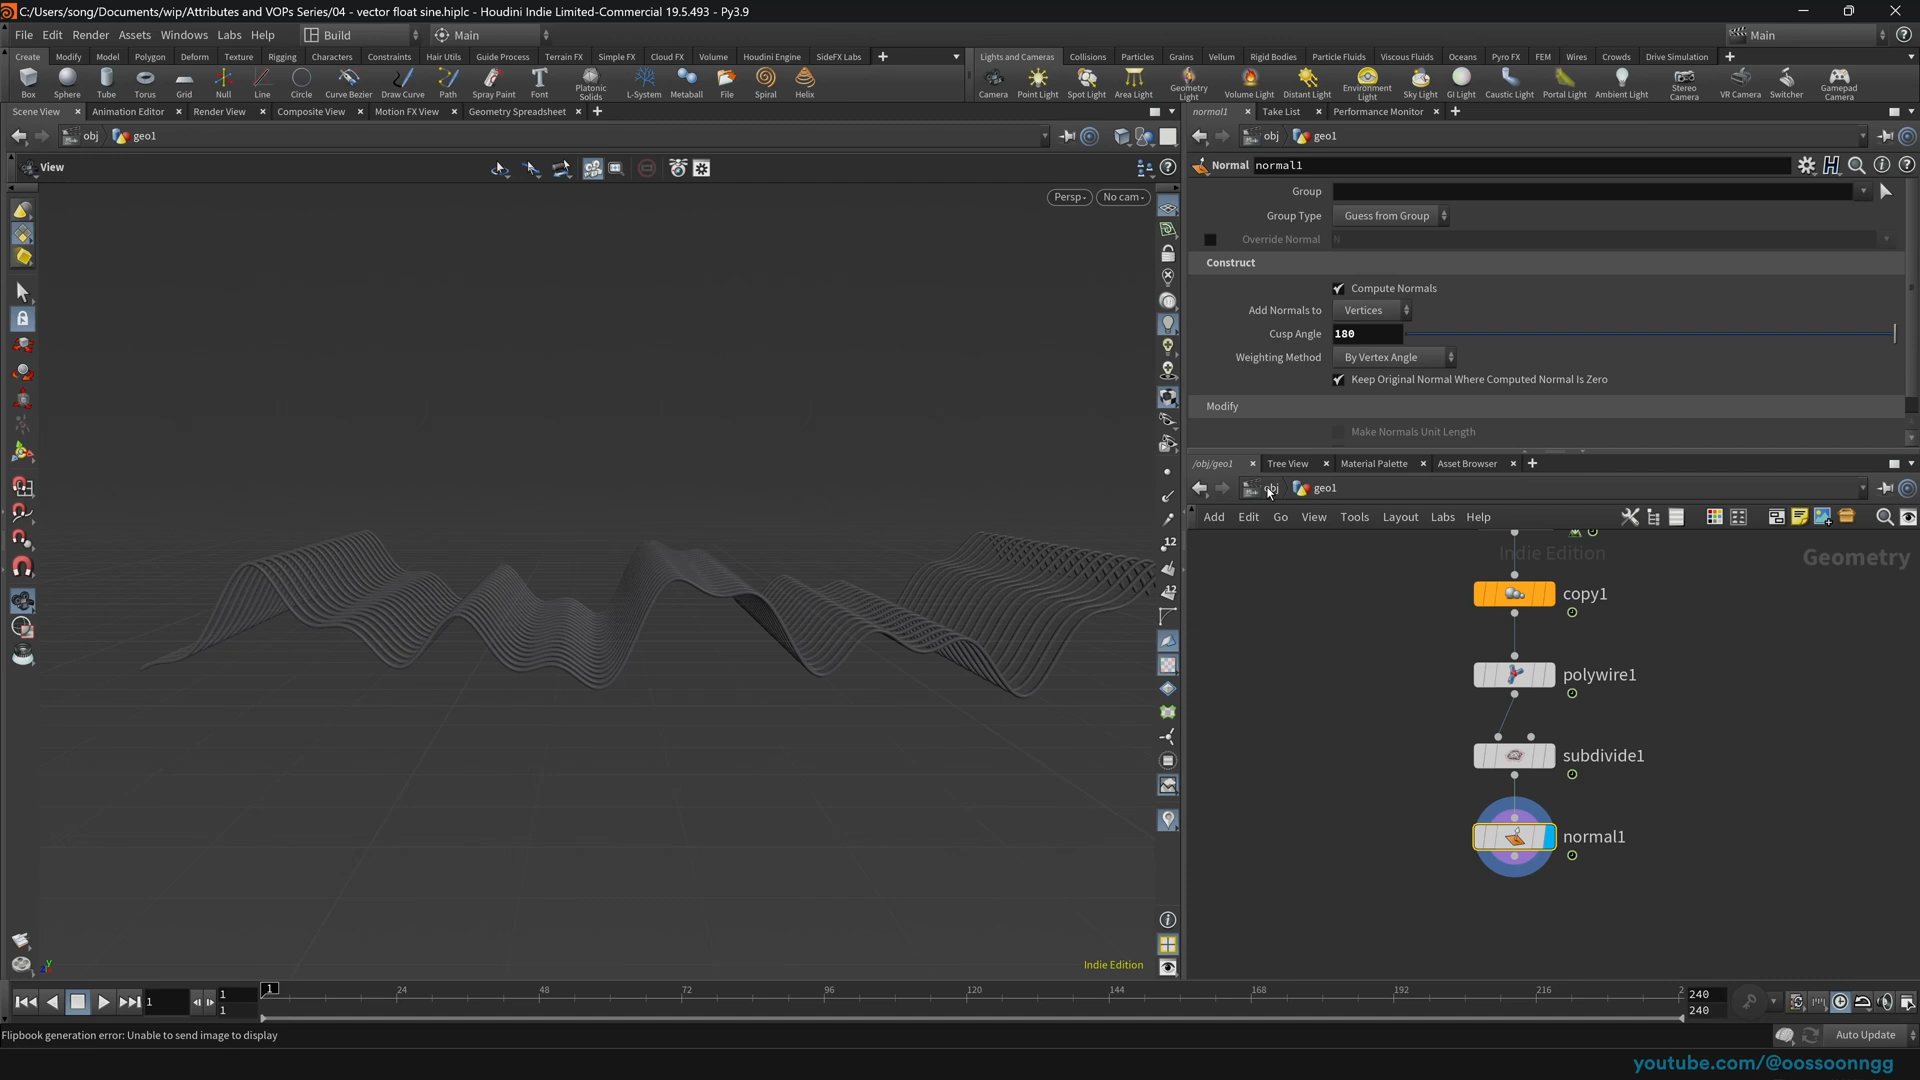 C:/Users/song/Documents/wip/Attributes and VOPs Series/04 - vector float sine.hiplc - Houdini Indie Limited-Commercial 19.5.493 - Py3.9
File Edit Render Assets Windows Labs Help Build Main Main
Create Modify Model Polygon Deform Texture Rigging Characters Constraints Hair Utils Guide Process Terrain FX Simple FX Cloud FX Volume Houdini Engine SideFX Labs
Lights and Cameras Collisions Particles Grains Vellum Rigid Bodies Particle Fluids Viscous Fluids Oceans Pyro FX FEM Wires Crowds Drive Simulation
Box Sphere Tube Torus Grid Null Line Circle Curve Bezier Draw Curve Path Spray Paint Font Platonic Solids L-System Metaball File Spiral Helix
Camera Point Light Spot Light Area Light Geometry Light Volume Light Distant Light Environment Light Sky Light GI Light Caustic Light Portal Light Ambient Light Stereo Camera VR Camera Switcher Gamepad Camera
Scene View Animation Editor Render View Composite View Motion FX View Geometry Spreadsheet
normal1 Take List Performance Monitor
obj geo1
obj geo1
View
Normal normal1
Persp No cam
Group
Group Type Guess from Group
Override Normal N
Construct
Compute Normals
Add Normals to Vertices
Cusp Angle 180
Weighting Method By Vertex Angle
Keep Original Normal Where Computed Normal Is Zero
Modify
Make Normals Unit Length
/obj/geo1 Tree View Material Palette Asset Browser
obj geo1
Add Edit Go View Tools Layout Labs Help
Indie Edition
Geometry
copy1
polywire1
subdivide1
normal1
12
12
y
Indie Edition
1 1 1 1 24 48 72 96 120 144 168 192 216 2 240 240
Flipbook generation error: Unable to send image to display
Auto Update
youtube.com/@oossoonngg